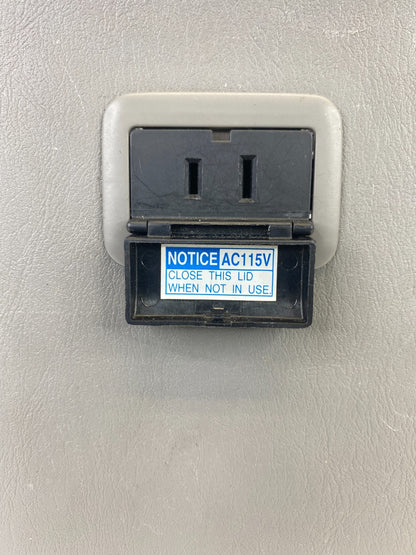 NOTICE AC115V
CLOSE THIS LID
WHEN NOT IN USE.